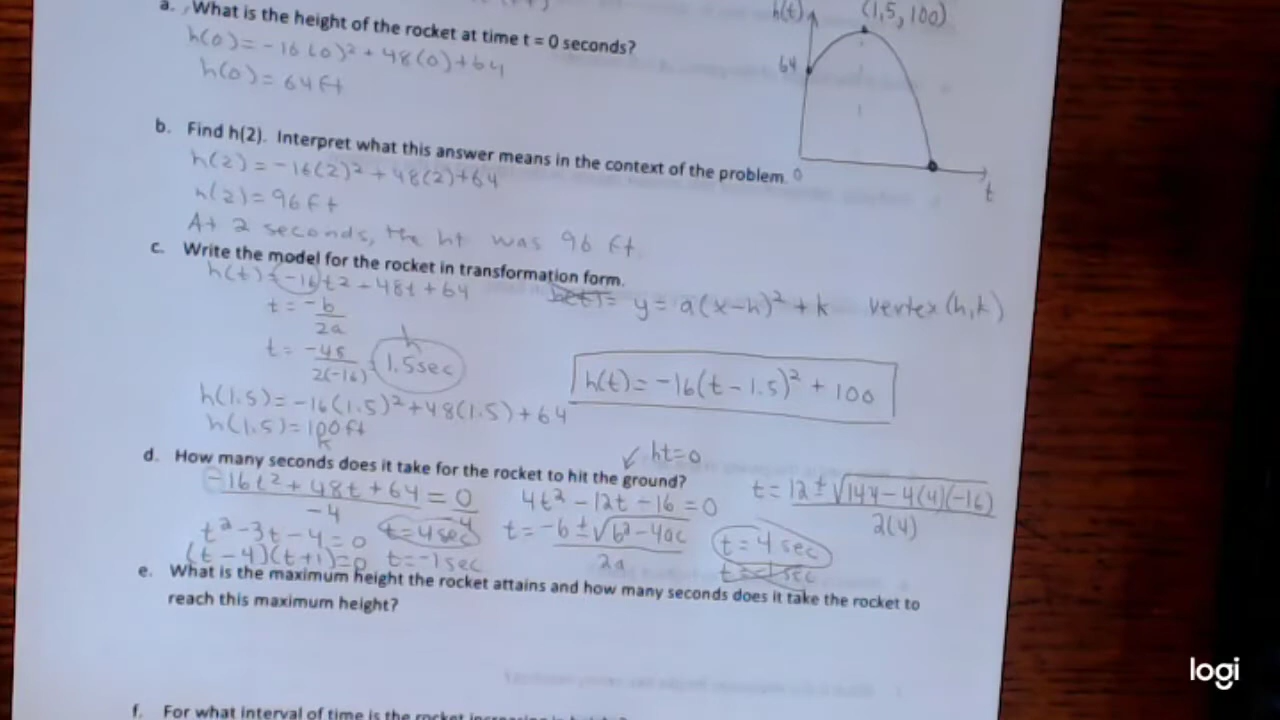 a. What is the height of the rocket at time t = 0 seconds?
h(0) = -16(0)² + 48(0)+64
h(0) = 64 ft
h(t)
(1.5, 100)
64
0
t
b. Find h(2). Interpret what this answer means in the context of the problem.
h(2) = -16(2)² + 48(2)+64
h(2) = 96 ft
At 2 seconds, the ht was 96 ft.
c. Write the model for the rocket in transformation form.
h(t) = -16t² + 48t + 64
y = a(x-h)² + k vertex (h,k)
t = -b/2a
t = -48/2(-16) = 1.5 sec
h
h(t) = -16(t - 1.5)² + 100
h(1.5) = -16(1.5)² + 48(1.5) + 64
h(1.5) = 100 ft
k
d. How many seconds does it take for the rocket to hit the ground?
ht = 0
-16t² + 48t + 64 = 0
-4
4t² - 12t - 16 = 0
t = 12 ± √144 - 4(4)(-16)
2(4)
t² - 3t - 4 = 0 t = 4 sec
t = -b ± √b² - 4ac
2a
t = 4 sec
(t - 4)(t + 1) = 0 t = -1 sec
t = -1 sec
e. What is the maximum height the rocket attains and how many seconds does it take the rocket to
reach this maximum height?
f. For what interval of time is the rocket increasing in height?
logi